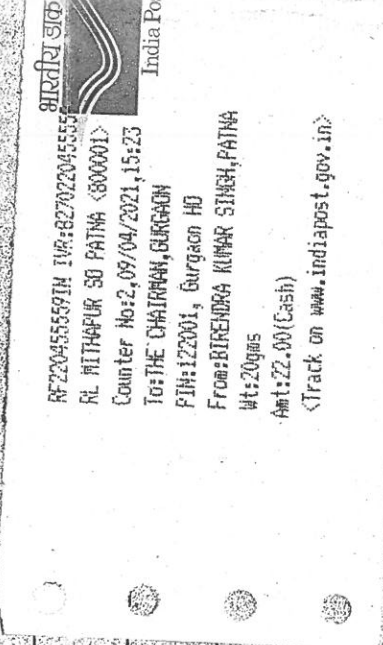 भारतीय डाक
India Po
RF220455559IN IVR:8270220455555
RL MITHAPUR SO PATNA <800001>
Counter No:2,09/04/2021,15:23
To:THE CHAIRMAN,GURGAON
PIN:122001, Gurgaon HO
From:BIRENDRA KUMAR SINGH,PATNA
Wt:20gms
Amt:22.00(Cash)
<Track on www.indiapost.gov.in>